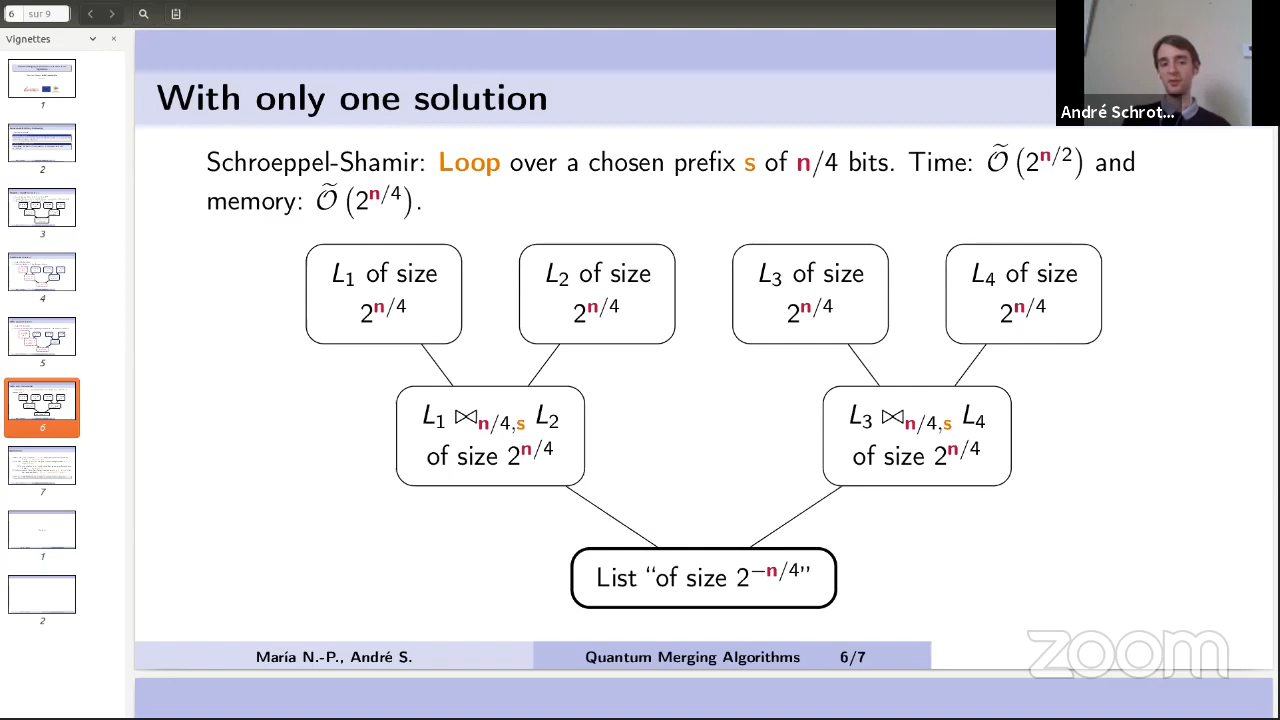 6 sur 9
Vignettes
1
2
3
4
5
6
7
1
2
With only one solution
André Schrot...
Schroeppel-Shamir: Loop over a chosen prefix s of n/4 bits. Time: Õ(2^{n/2}) and
memory: Õ(2^{n/4}).
L₁ of size
2^{n/4}
L₂ of size
2^{n/4}
L₃ of size
2^{n/4}
L₄ of size
2^{n/4}
L₁ ⋈_{n/4,s} L₂
of size 2^{n/4}
L₃ ⋈_{n/4,s} L₄
of size 2^{n/4}
List “of size 2^{−n/4}”
María N.-P., André S.
Quantum Merging Algorithms 6/7
zoom